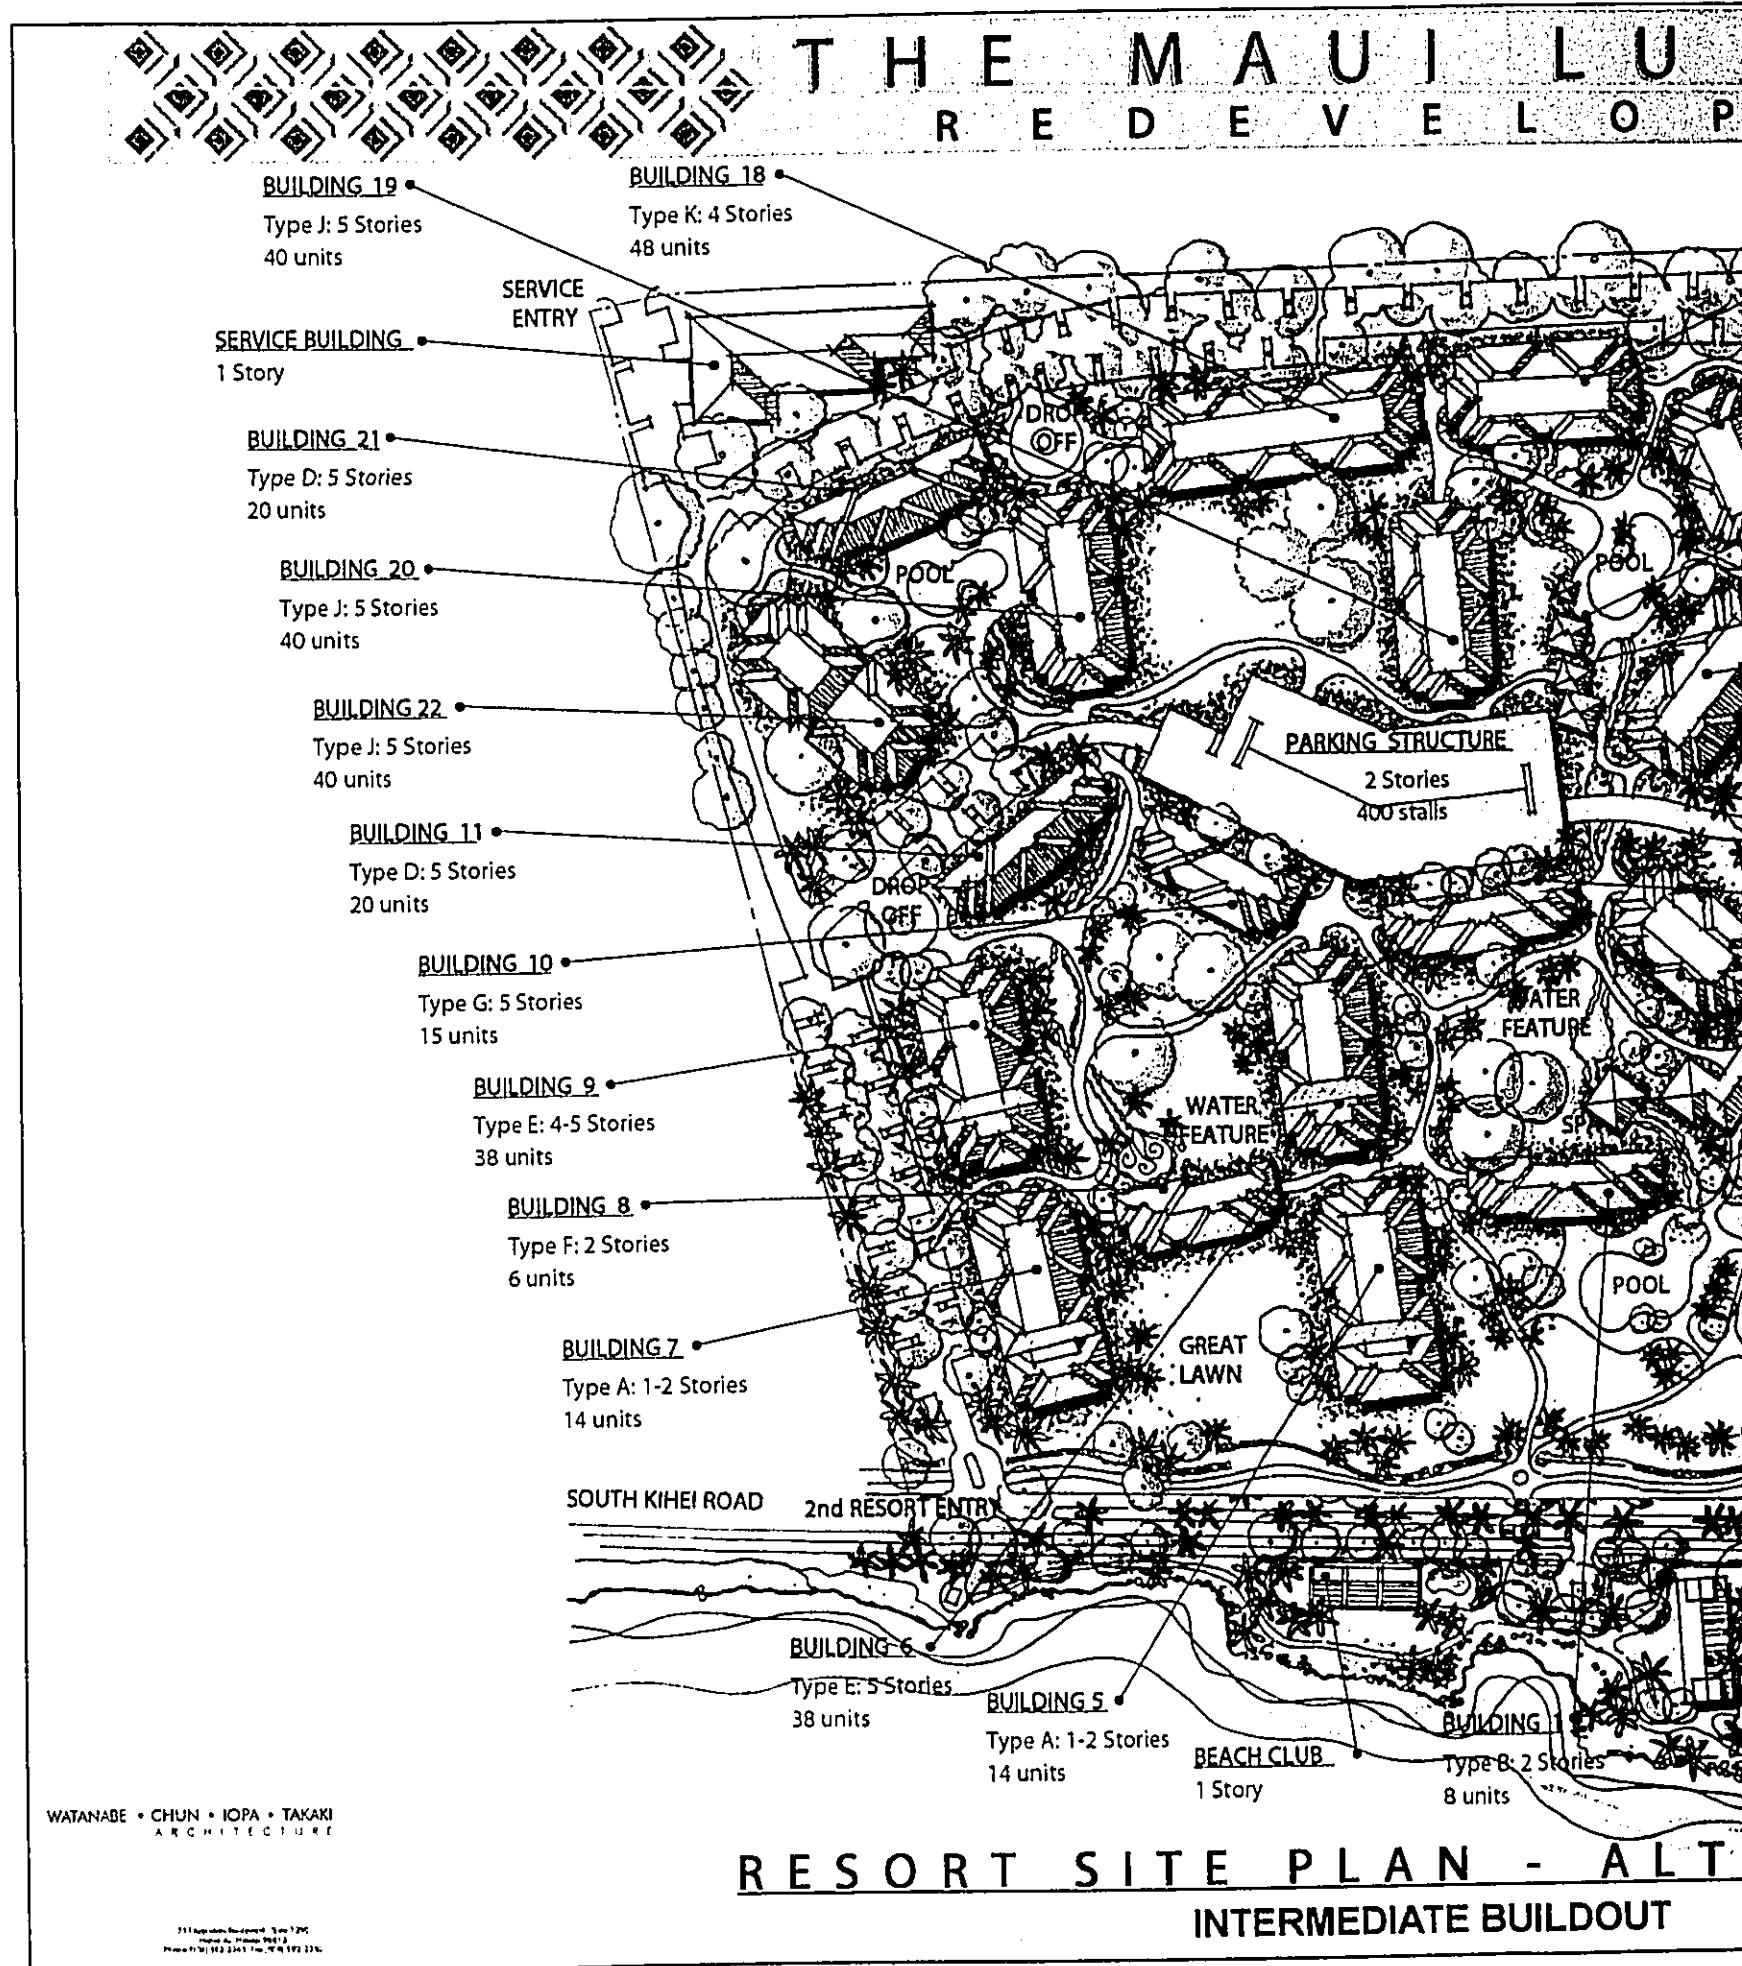 THE MAUI LU
REDEVELOP
BUILDING 19
Type J: 5 Stories
40 units
BUILDING 18
Type K: 4 Stories
48 units
SERVICE
ENTRY
SERVICE BUILDING
1 Story
DROP
OFF
BUILDING 21
Type D: 5 Stories
20 units
POOL
POOL
BUILDING 20
Type J: 5 Stories
40 units
BUILDING 22
Type J: 5 Stories
40 units
PARKING STRUCTURE
2 Stories
400 stalls
BUILDING 11
Type D: 5 Stories
20 units
DROP
OFF
BUILDING 10
Type G: 5 Stories
15 units
WATER
FEATURE
BUILDING 9
Type E: 4-5 Stories
38 units
WATER
FEATURE
SP
BUILDING 8
Type F: 2 Stories
6 units
POOL
BUILDING 7
Type A: 1-2 Stories
14 units
GREAT
LAWN
SOUTH KIHEI ROAD
2nd RESORT ENTRY
BUILDING 6
Type E: 5 Stories
38 units
BUILDING 5
Type A: 1-2 Stories
14 units
BEACH CLUB
1 Story
BUILDING 1
Type B: 2 Stories
8 units
WATANABE • CHUN • IOPA • TAKAKI
ARCHITECTURE
RESORT SITE PLAN - ALT
INTERMEDIATE BUILDOUT